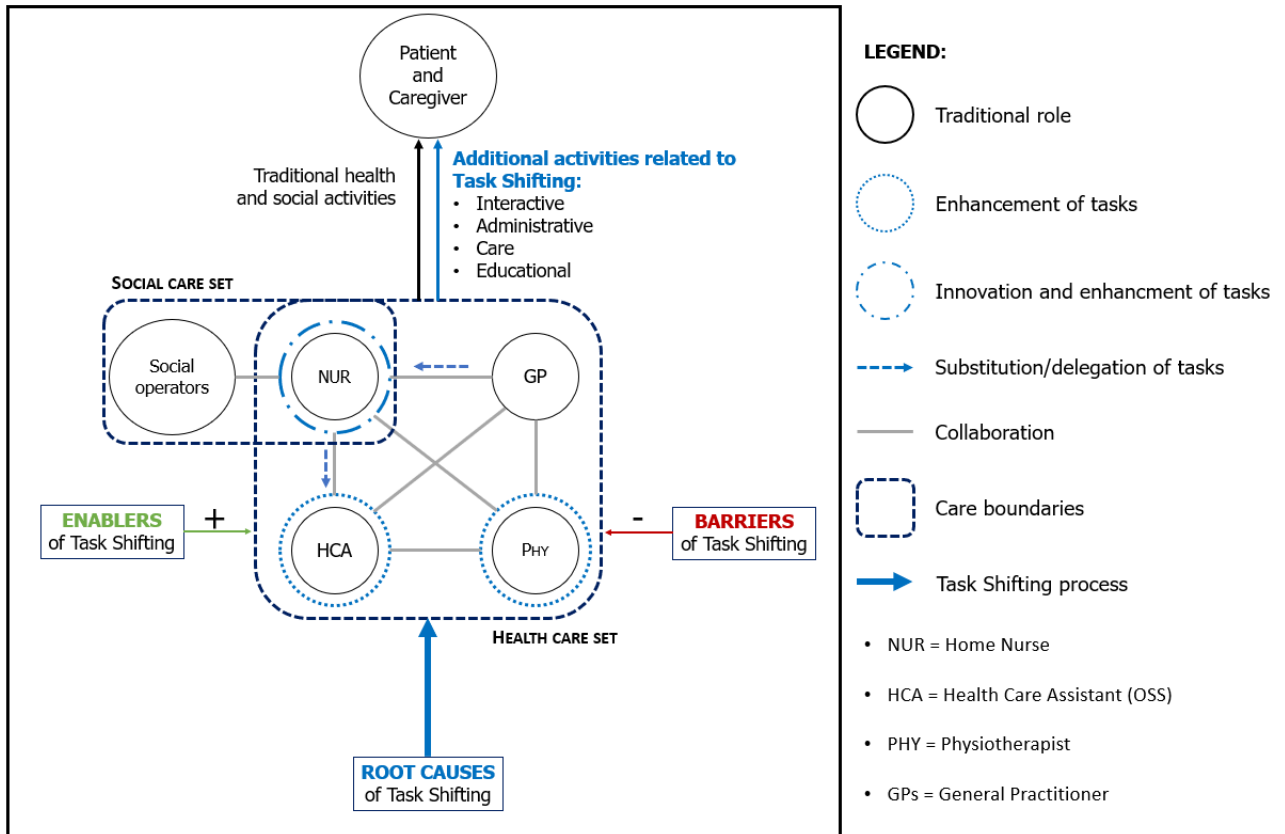 Patient
and
Caregiver
Traditional health
and social activities
Additional activities related to
Task Shifting:
• Interactive
• Administrative
• Care
• Educational
SOCIAL CARE SET
Social
operators
NUR
GP
ENABLERS
of Task Shifting
+
HCA
PHY
-
BARRIERS
of Task Shifting
HEALTH CARE SET
ROOT CAUSES
of Task Shifting
LEGEND:
Traditional role
Enhancement of tasks
Innovation and enhancment of tasks
Substitution/delegation of tasks
Collaboration
Care boundaries
Task Shifting process
• NUR = Home Nurse
• HCA = Health Care Assistant (OSS)
• PHY = Physiotherapist
• GPs = General Practitioner